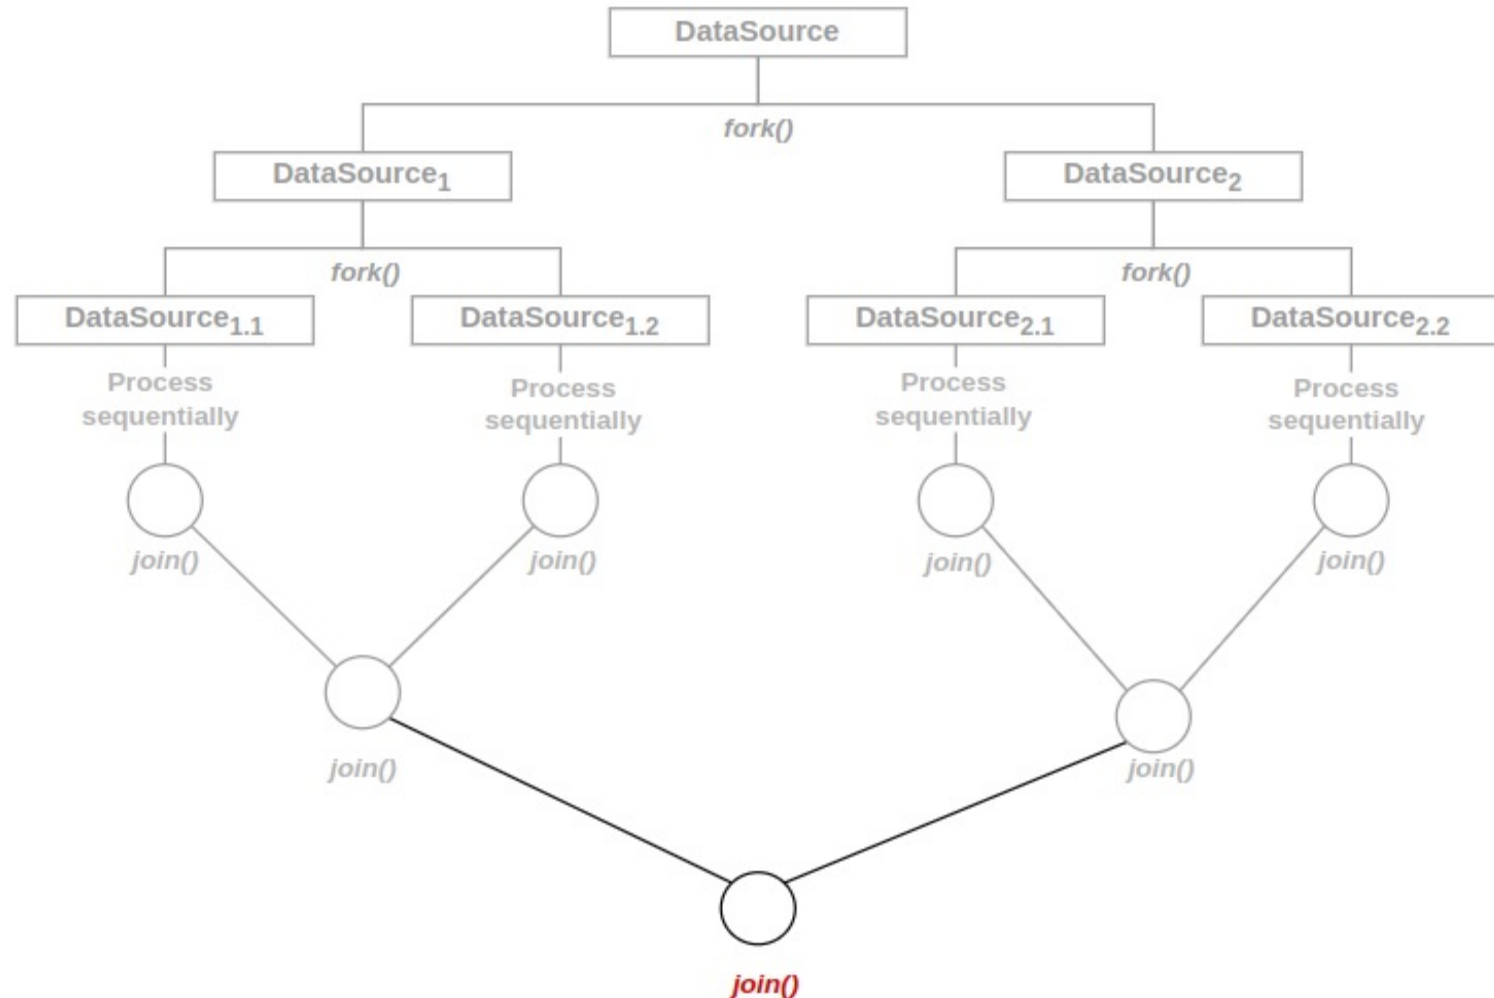 DataSource
fork()
DataSource1
DataSource2
fork()
fork()
DataSource1.1
DataSource1.2
DataSource2.1
DataSource2.2
Process
sequentially
Process
sequentially
Process
sequentially
Process
sequentially
join()
join()
join()
join()
join()
join()
join()